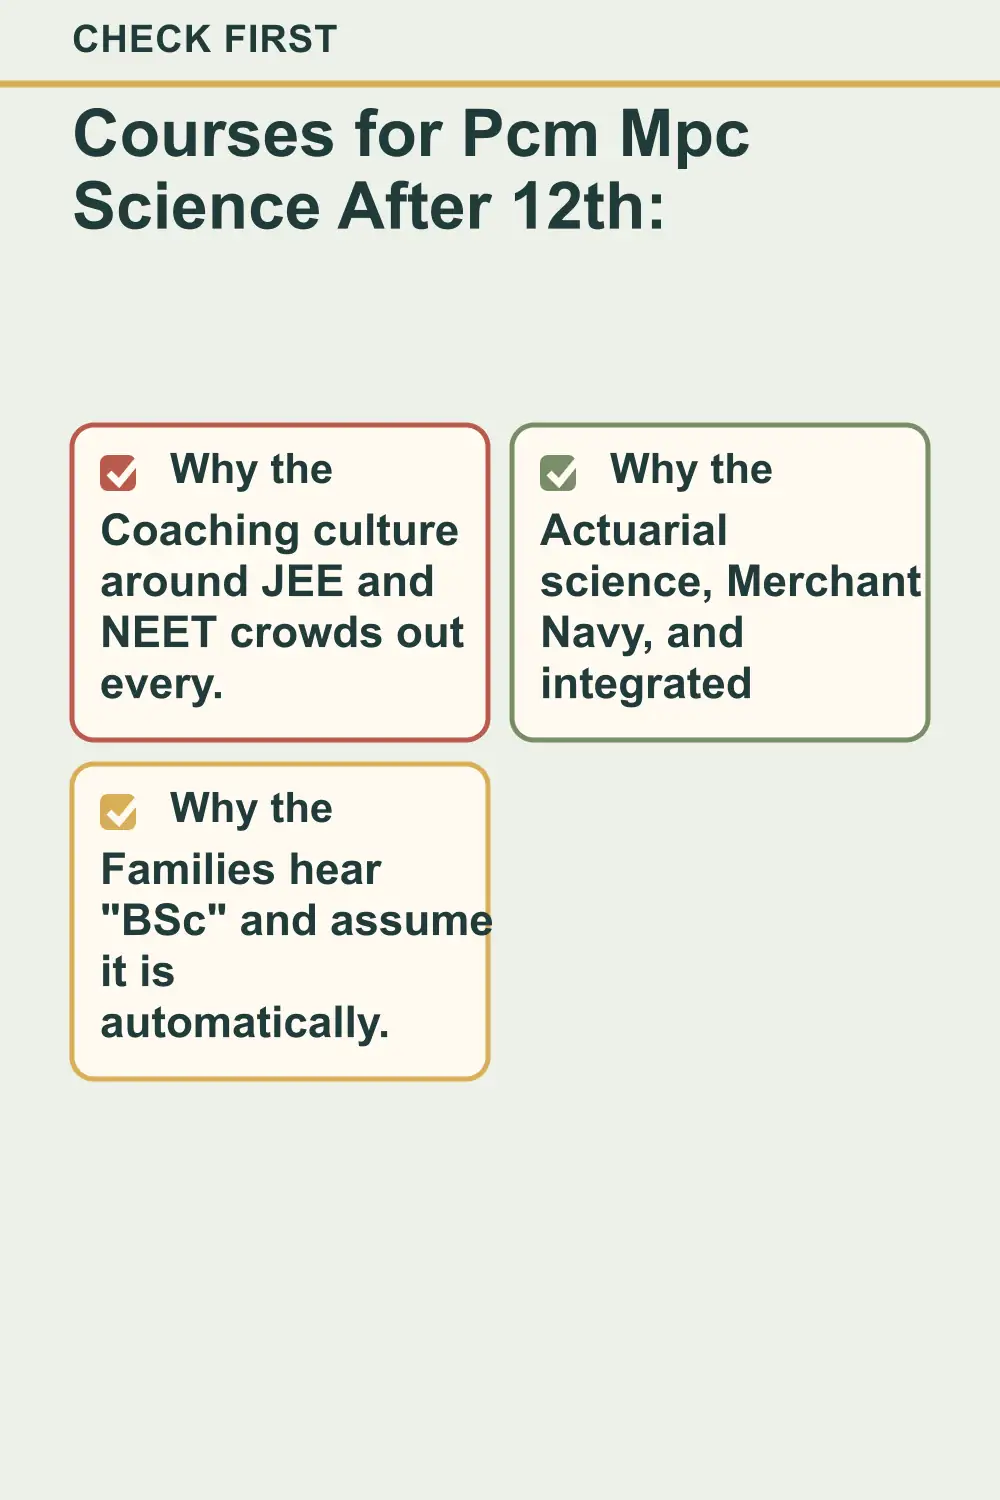 CHECK FIRST
Courses for Pcm Mpc
Science After 12th:
Why the
Coaching culture
around JEE and
NEET crowds out
every.
Why the
Actuarial
science, Merchant
Navy, and
integrated
Why the
Families hear
"BSc" and assume
it is
automatically.